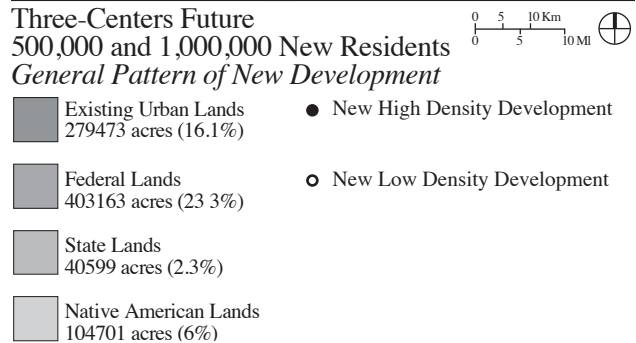 Three-Centers Future
500,000 and 1,000,000 New Residents
General Pattern of New Development
0 5 10 Km
0 5 10 MI
Existing Urban Lands
279473 acres (16.1%)
New High Density Development
Federal Lands
403163 acres (23 3%)
New Low Density Development
State Lands
40599 acres (2.3%)
Native American Lands
104701 acres (6%)